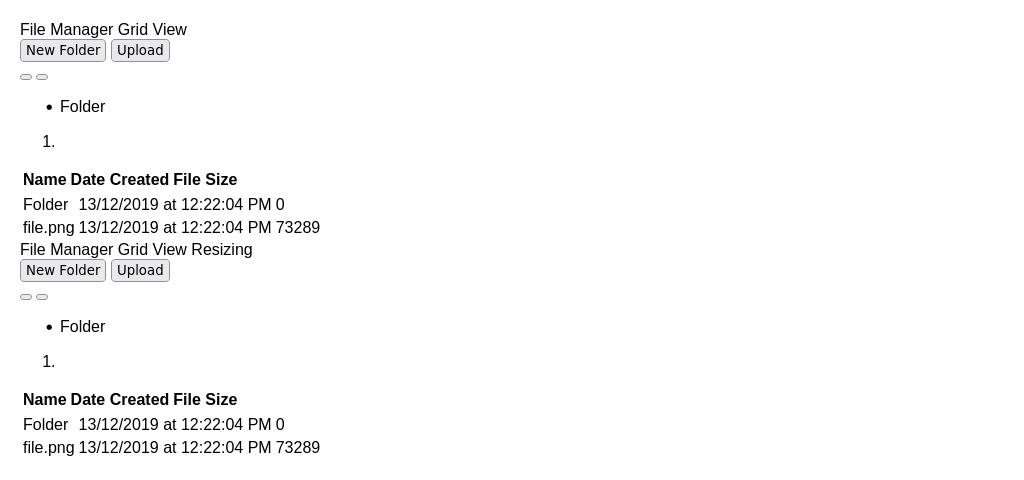 File Manager Grid View
New Folder Upload
• Folder
1.
Name Date Created File Size
Folder 13/12/2019 at 12:22:04 PM 0
file.png 13/12/2019 at 12:22:04 PM 73289
File Manager Grid View Resizing
New Folder Upload
• Folder
1.
Name Date Created File Size
Folder 13/12/2019 at 12:22:04 PM 0
file.png 13/12/2019 at 12:22:04 PM 73289